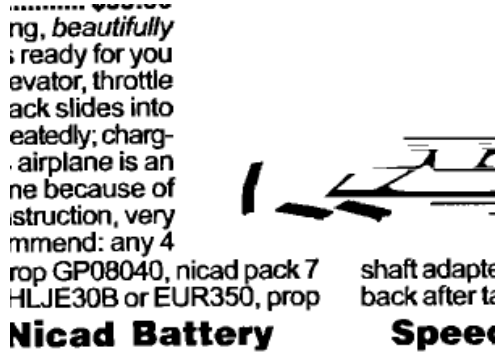 ng, beautifully
ready for you
evator, throttle
ack slides into
eatedly; charg-
airplane is an
ne because of
struction, very
mmend: any 4
rop GP08040, nicad pack 7
HLJE30B or EUR350, prop
shaft adapte
back after ta
Nicad Battery
Speed